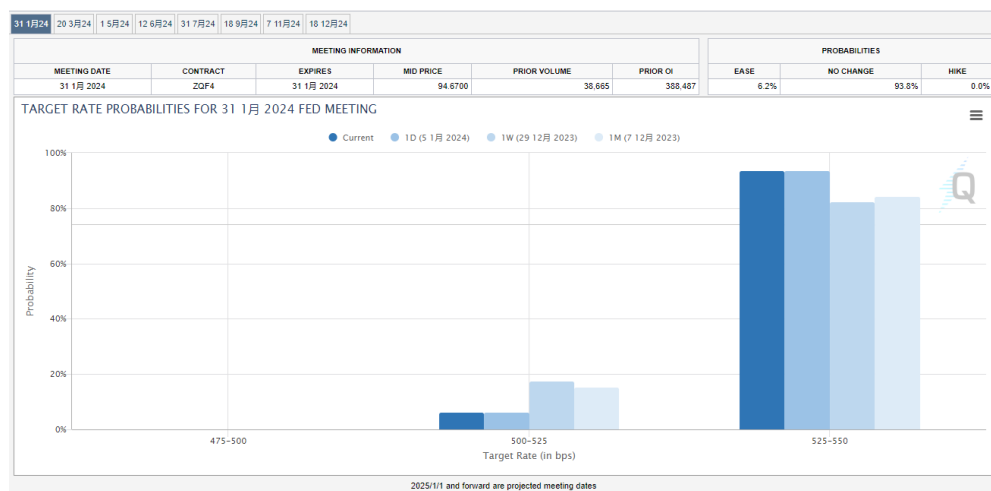 31 1月24 20 3月24 1 5月24 12 6月24 31 7月24 18 9月24 7 11月24 18 12月24
MEETING INFORMATION PROBABILITIES
MEETING DATE CONTRACT EXPIRES MID PRICE PRIOR VOLUME PRIOR OI EASE NO CHANGE HIKE
31 1月 2024 ZQF4 31 1月 2024 94.6700 38,665 388,487 6.2% 93.8% 0.0%
TARGET RATE PROBABILITIES FOR 31 1月 2024 FED MEETING
Current 1D (5 1月 2024) 1W (29 12月 2023) 1M (7 12月 2023)
100%
80%
60%
40%
20%
0%
Probability
Q
475-500 500-525 525-550
Target Rate (in bps)
2025/1/1 and forward are projected meeting dates